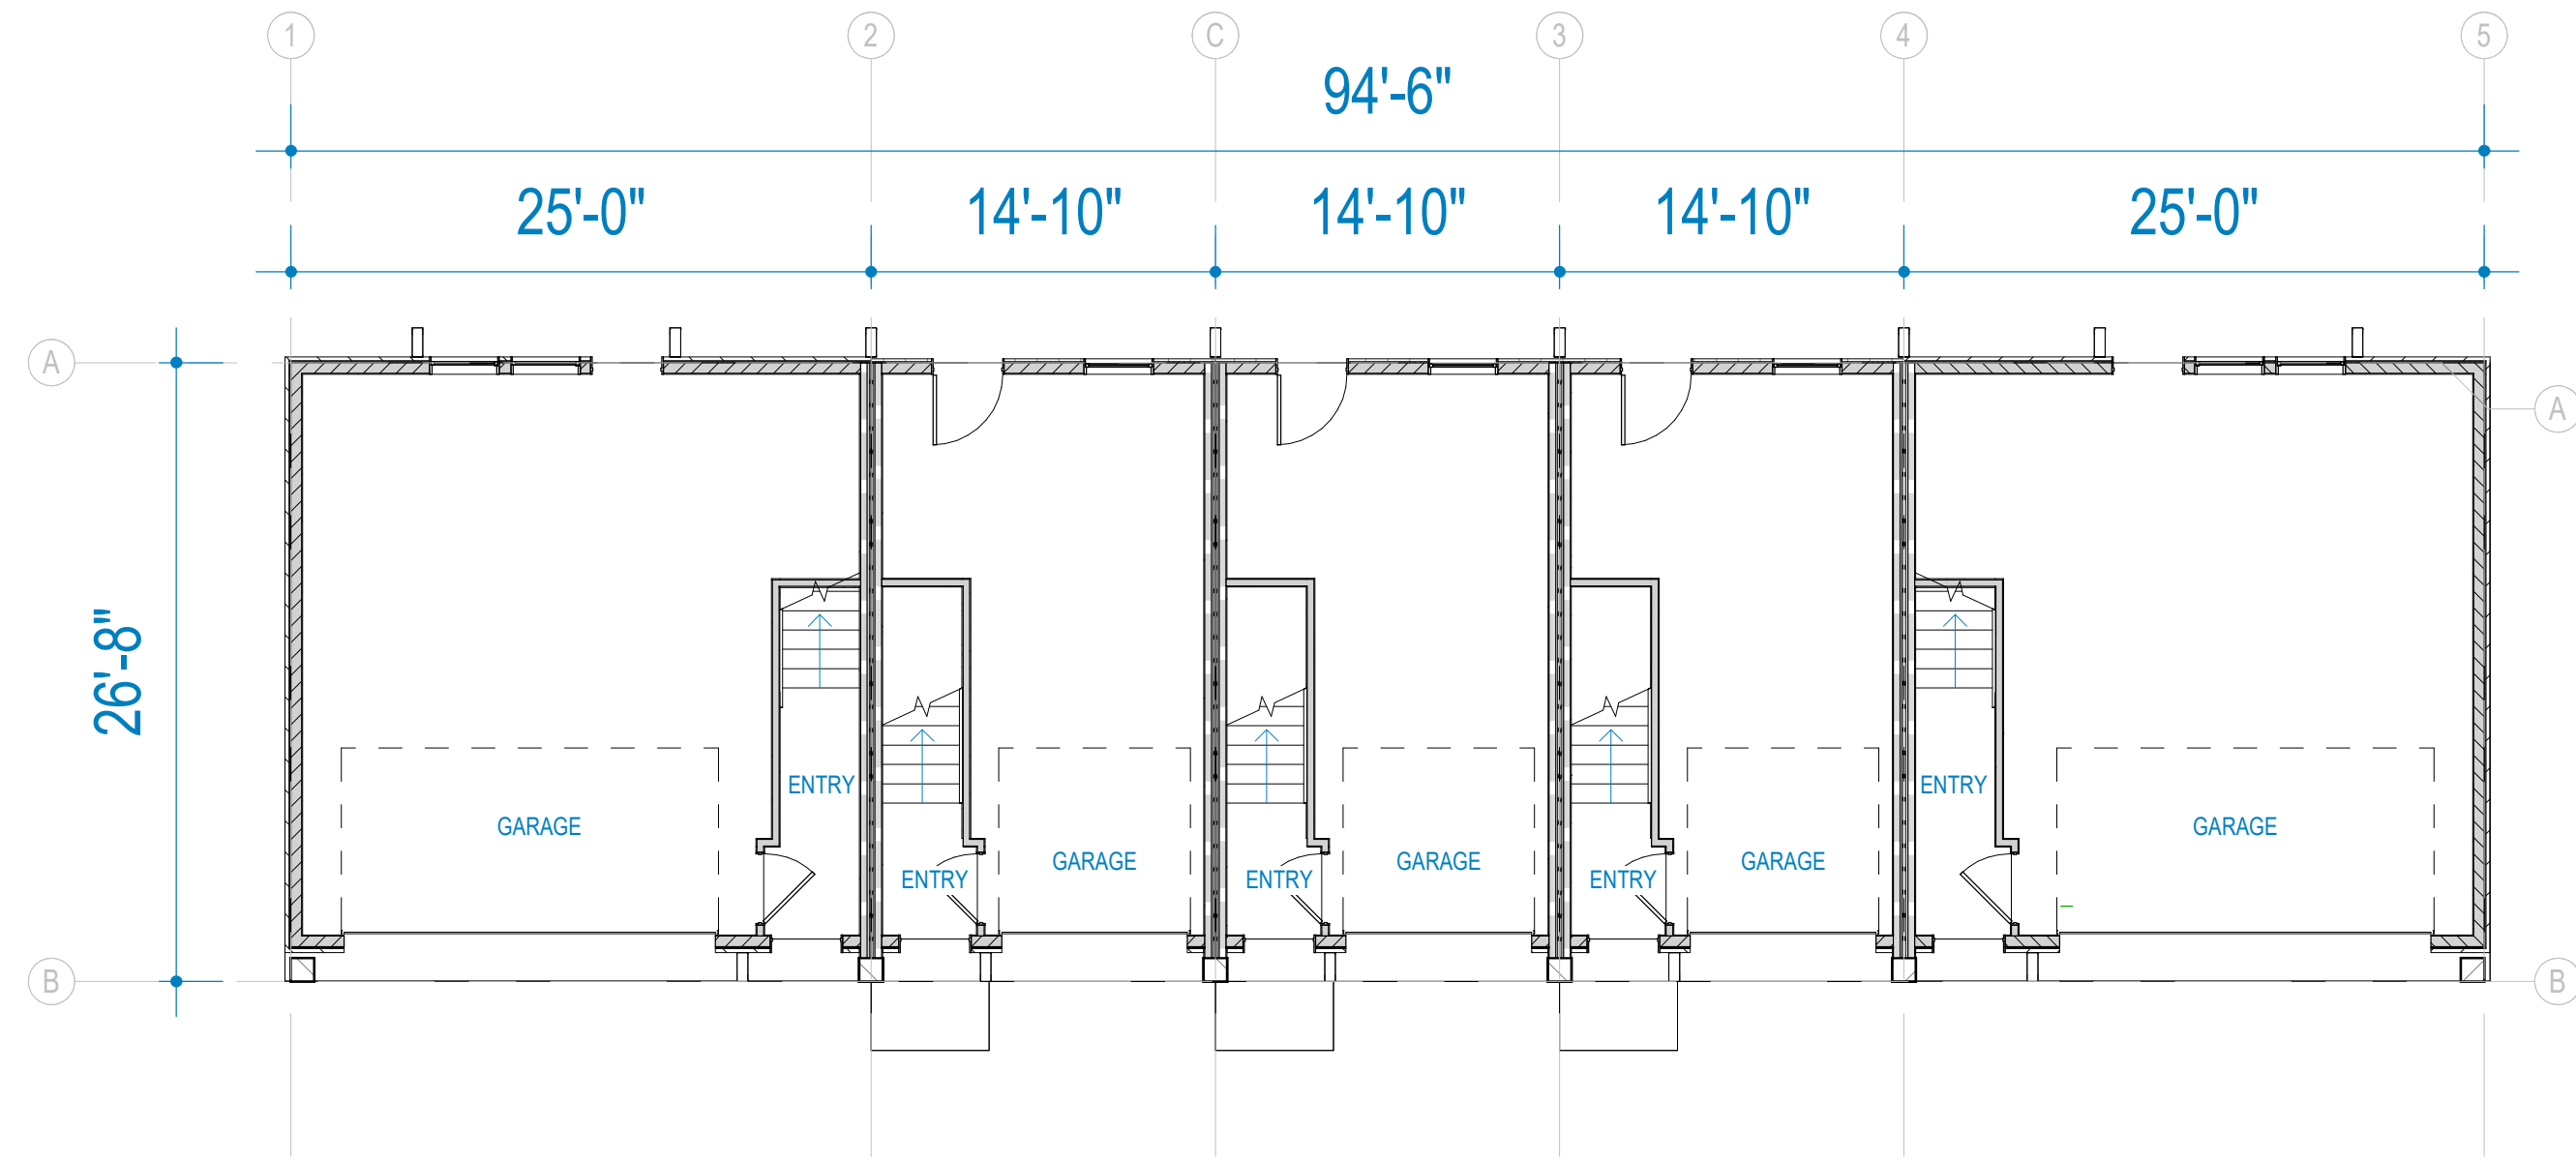 1 2 C 3 4 5
94'-6"
25'-0" 14'-10" 14'-10" 14'-10" 25'-0"
A
A
26'-8"
ENTRY ENTRY
GARAGE GARAGE
GARAGE GARAGE GARAGE
ENTRY ENTRY ENTRY
B B